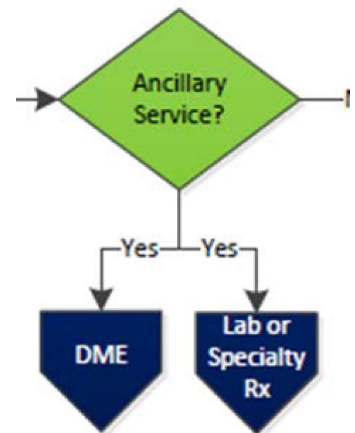 Ancillary
Service?
Yes Yes
DME
Lab or
Specialty
Rx